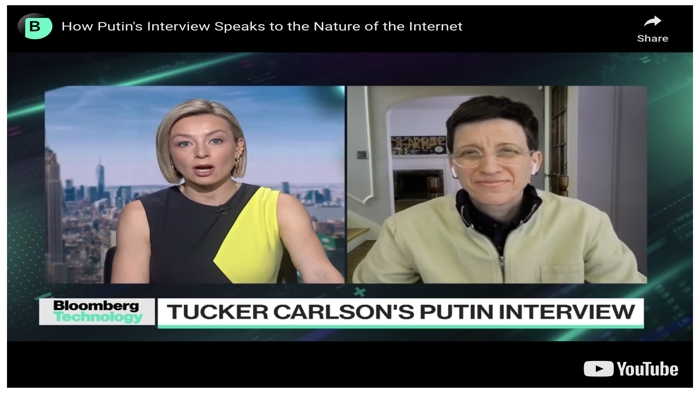 B
How Putin's Interview Speaks to the Nature of the Internet
Share
Bloomberg
Technology
TUCKER CARLSON'S PUTIN INTERVIEW
YouTube